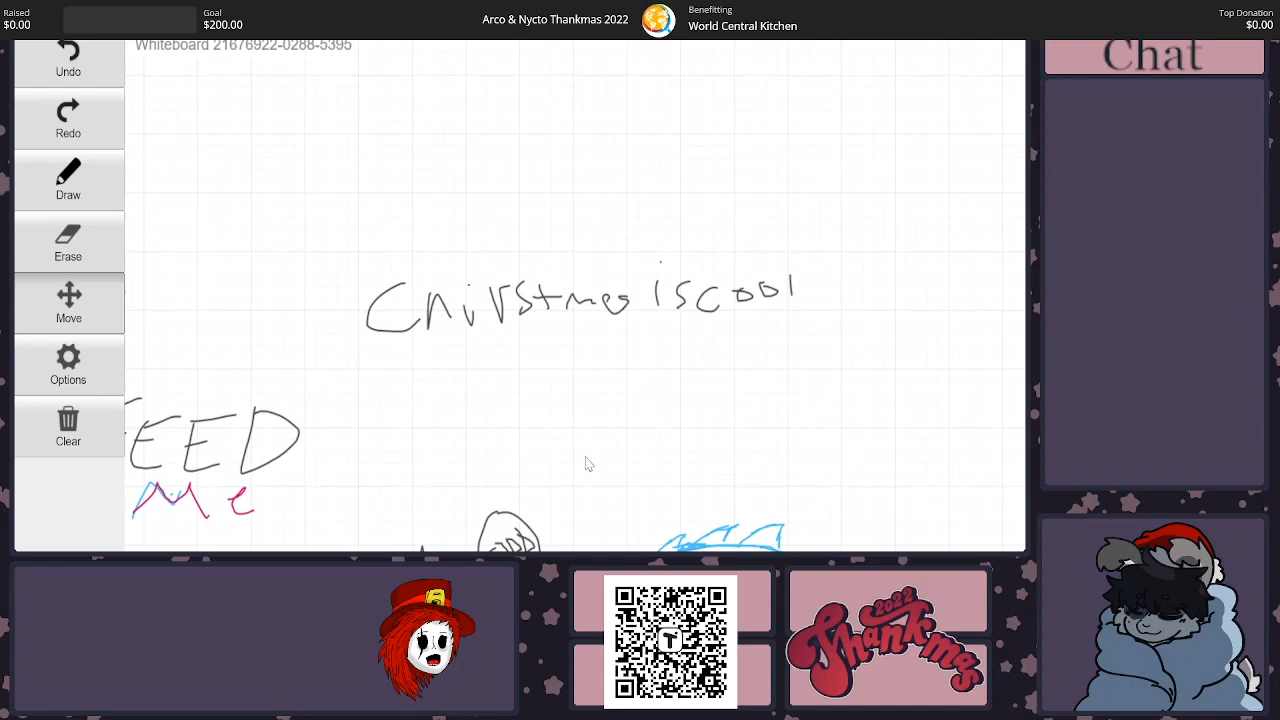 Raised
$0.00
Goal
$200.00
Arco & Nycto Thankmas 2022
Benefitting
World Central Kitchen
Top Donation
$0.00
Whiteboard 21676922-0288-5395
Chat
Undo
Redo
Draw
Erase
Move
Options
Clear
Chirstmas is cool
FEED
Me
T
2022
Thankmas